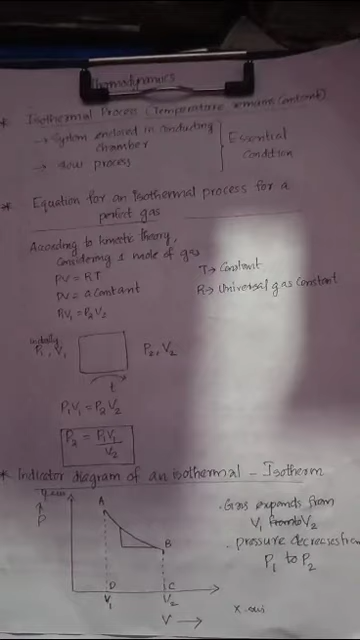 Thermodynamics
* Isothermal Process (Temperature remains Constant)
→ System enclosed in conducting chamber
→ slow process
Essential Condition
* Equation for an Isothermal process for a perfect gas
According to kinetic Theory,
Considering 1 mole of gas
PV = RT
PV = a Constant
P₁V₁ = P₂V₂
T → Constant
R → Universal gas Constant
Initially
P₁, V₁
P₂, V₂
t
P₁V₁ = P₂V₂
P₂ = P₁V₁/V₂
* Indicator diagram of an isothermal - Isotherm
y axis
↑
P
A
B
D
C
V₁
V₂
V →
X axis
. Gas expands from
V₁ to V₂
. pressure decreases from
P₁ to P₂